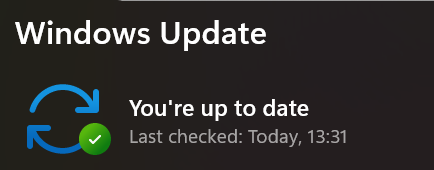 Windows Update
You're up to date
Last checked: Today, 13:31